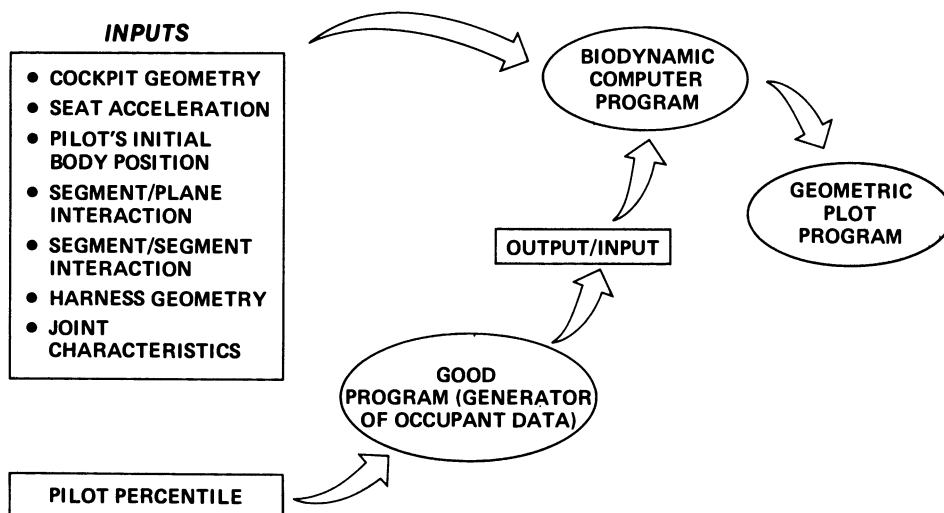 INPUTS
● COCKPIT GEOMETRY
● SEAT ACCELERATION
● PILOT'S INITIAL
BODY POSITION
● SEGMENT/PLANE
INTERACTION
● SEGMENT/SEGMENT
INTERACTION
● HARNESS GEOMETRY
● JOINT
CHARACTERISTICS
BIODYNAMIC
COMPUTER
PROGRAM
GEOMETRIC
PLOT
PROGRAM
OUTPUT/INPUT
GOOD
PROGRAM (GENERATOR
OF OCCUPANT DATA)
PILOT PERCENTILE